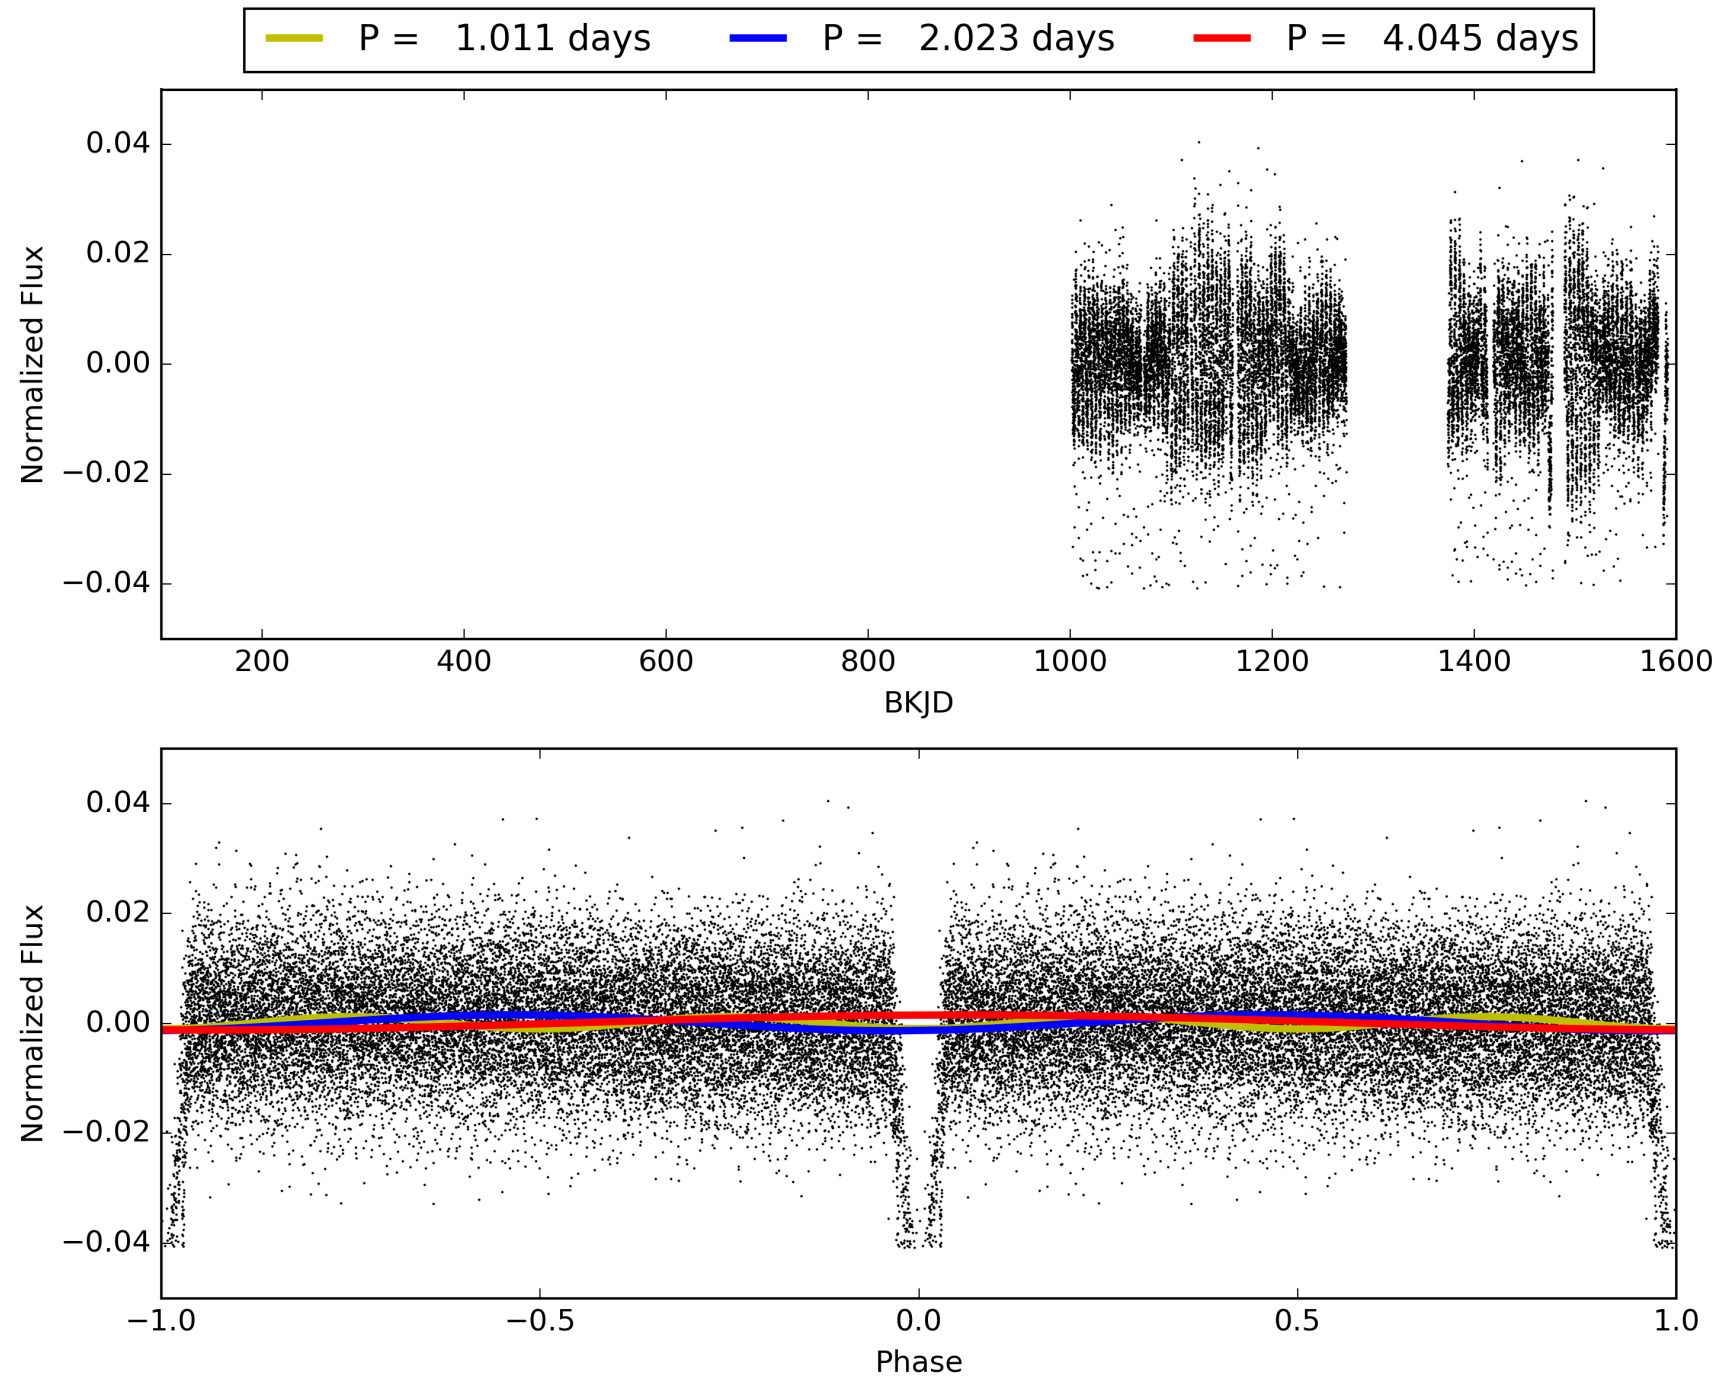 P = 1.011 days P = 2.023 days P = 4.045 days
0.04
0.02
0.00
−0.02
−0.04
Normalized Flux
200 400 600 800 1000 1200 1400 1600
BKJD
0.04
0.02
0.00
−0.02
−0.04
Normalized Flux
−1.0 −0.5 0.0 0.5 1.0
Phase